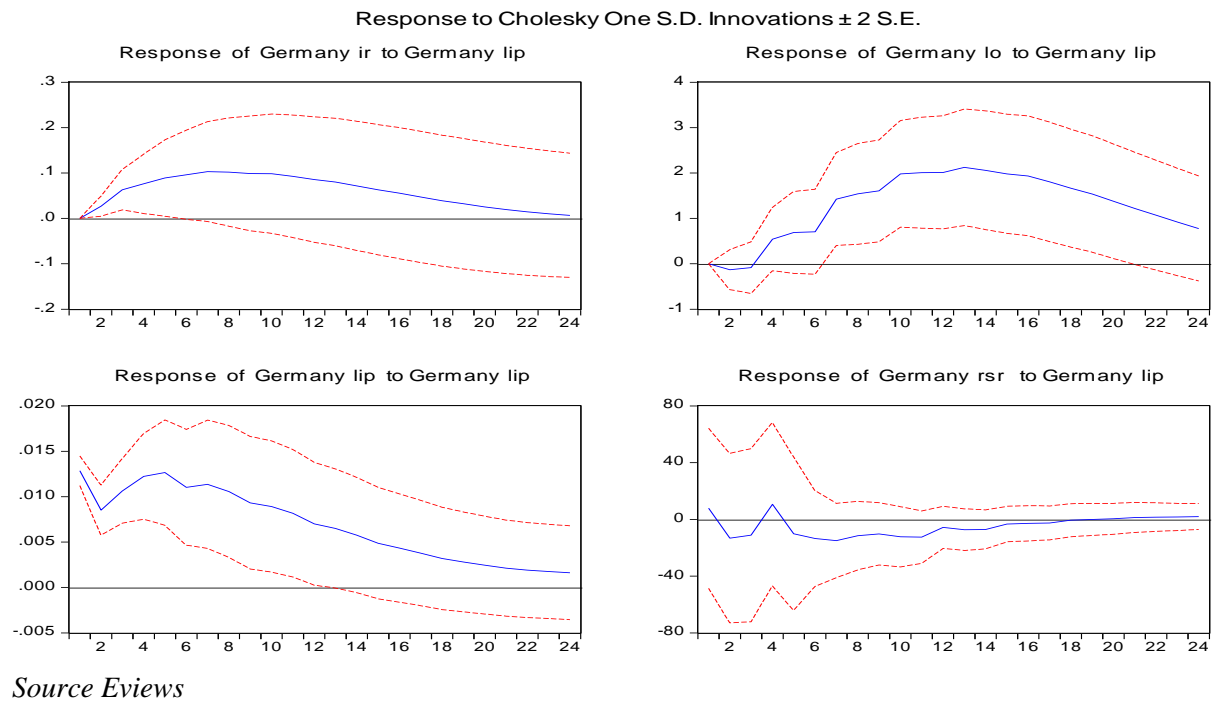 Response to Cholesky One S.D. Innovations ± 2 S.E.
Response of Germany ir to Germany lip
.3
.2
.1
.0
-.1
-.2
2 4 6 8 10 12 14 16 18 20 22 24
Response of Germany lo to Germany lip
4
3
2
1
0
-1
2 4 6 8 10 12 14 16 18 20 22 24
Response of Germany lip to Germany lip
.020
.015
.010
.005
.000
-.005
2 4 6 8 10 12 14 16 18 20 22 24
Response of Germany rsr to Germany lip
80
40
0
-40
-80
2 4 6 8 10 12 14 16 18 20 22 24
Source Eviews